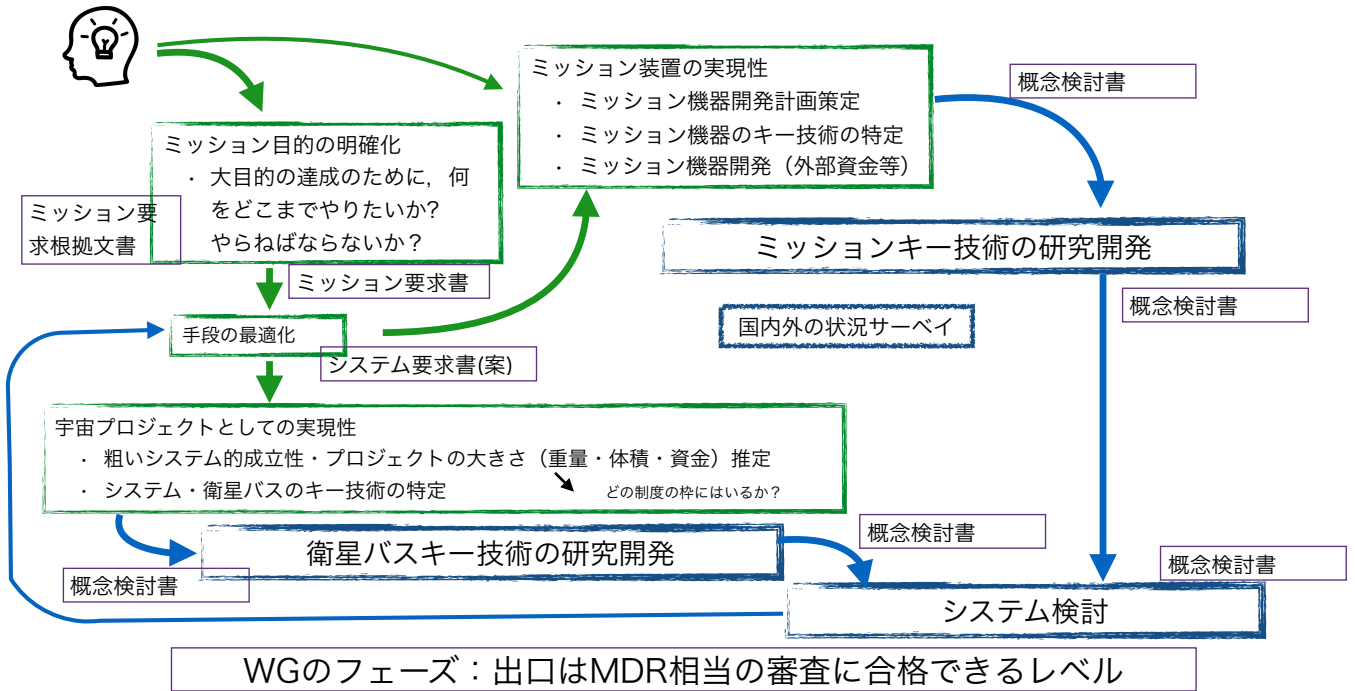 ミッション装置の実現性
・ ミッション機器開発計画策定
・ ミッション機器のキー技術の特定
・ ミッション機器開発（外部資金等）
概念検討書
ミッション目的の明確化
・ 大目的の達成のために，何
をどこまでやりたいか?
やらねばならないか？
ミッション要
求根拠文書
ミッション要求書
ミッションキー技術の研究開発
概念検討書
国内外の状況サーベイ
手段の最適化
システム要求書(案)
宇宙プロジェクトとしての実現性
・ 粗いシステム的成立性・プロジェクトの大きさ（重量・体積・資金）推定
・ システム・衛星バスのキー技術の特定
どの制度の枠にはいるか？
衛星バスキー技術の研究開発
概念検討書
概念検討書
概念検討書
システム検討
WGのフェーズ：出口はMDR相当の審査に合格できるレベル